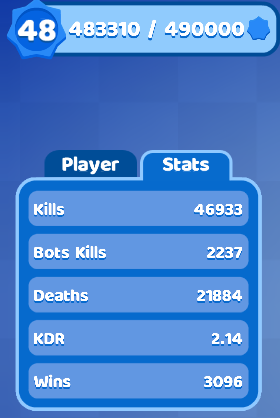 48 483310 / 490000
Player Stats
Kills 46933
Bots Kills 2237
Deaths 21884
KDR 2.14
Wins 3096